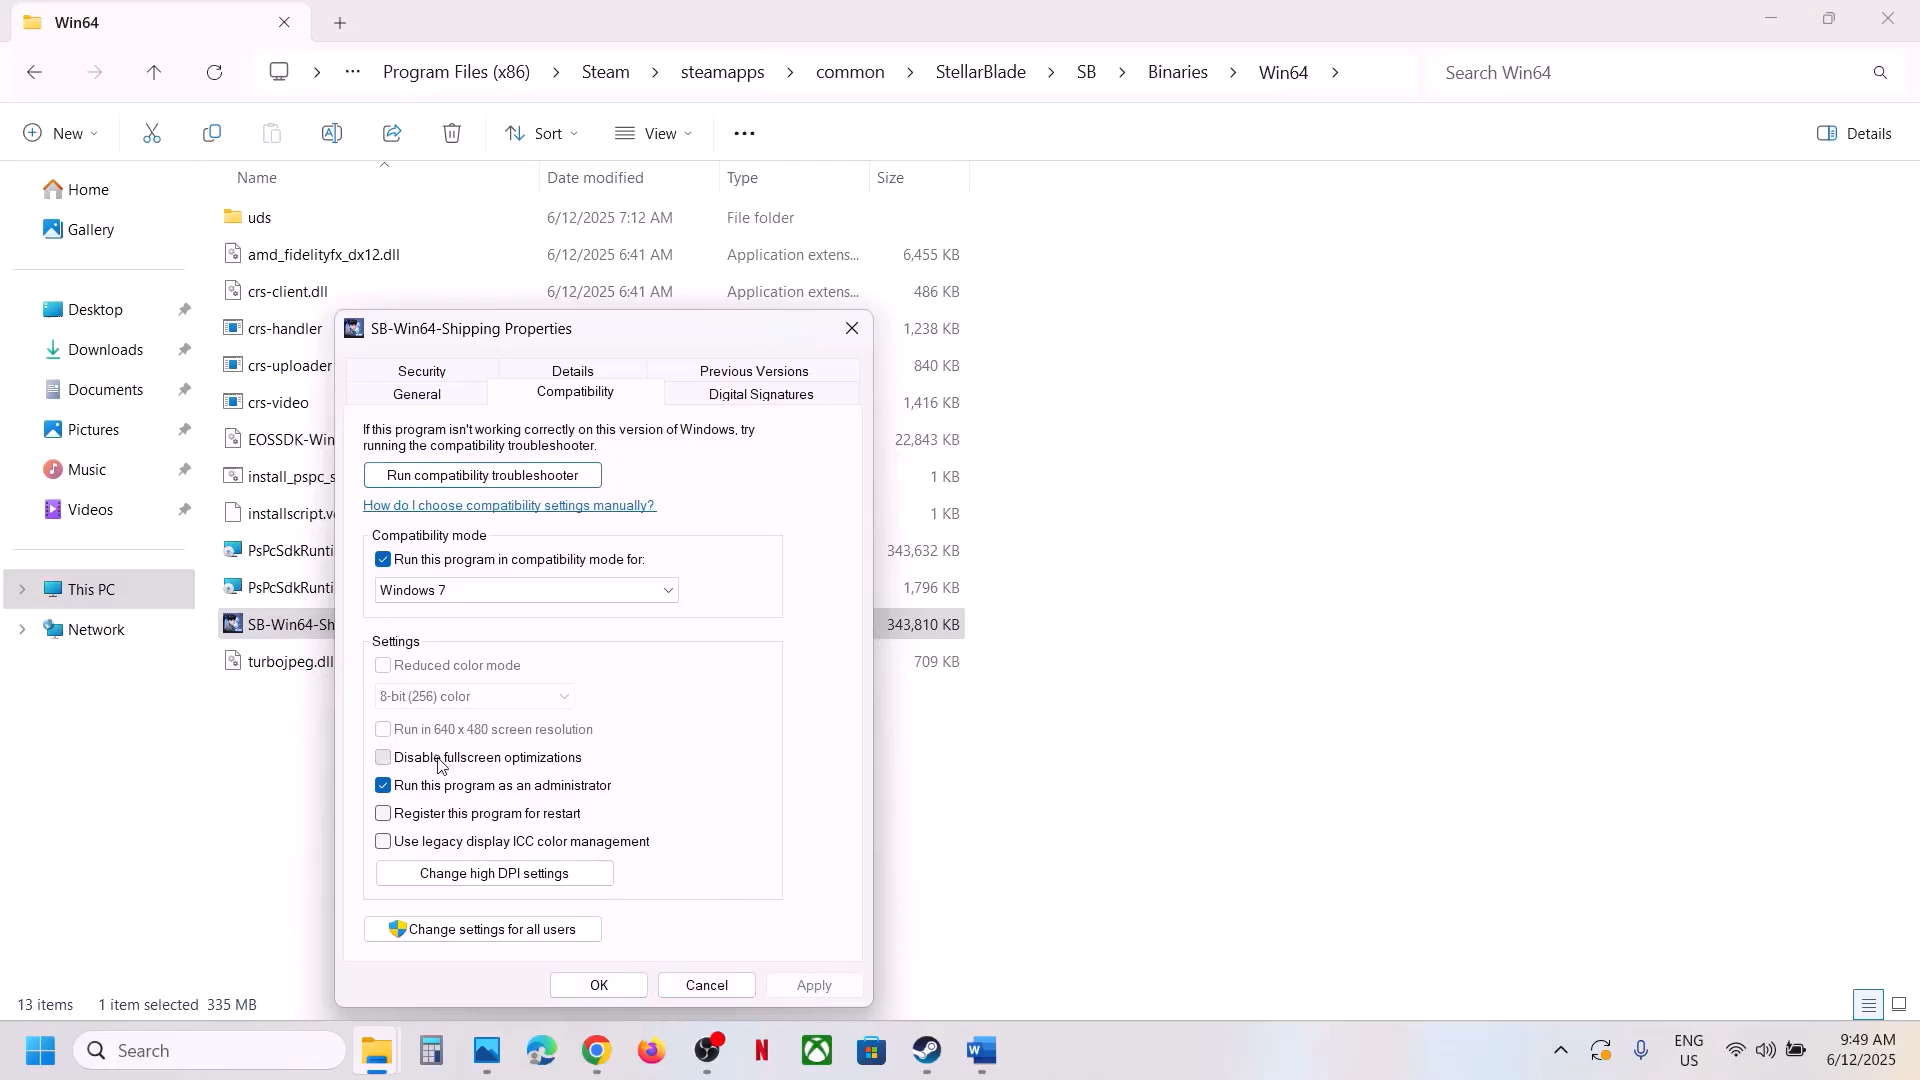 Win64
Program Files (x86)
Steam
steamapps
common
StellarBlade
SB
Binaries
Win64
Search Win64
New
Sort
View
Details
Home
Gallery
Desktop
Downloads
Documents
Pictures
Music
Videos
This PC
Network
Name
Date modified
Type
Size
uds 6/12/2025 7:12 AM File folder
amd_fidelityfx_dx12.dll 6/12/2025 6:41 AM Application extens... 6,455 KB
crs-client.dll 6/12/2025 6:41 AM Application extens... 486 KB
crs-handler 1,238 KB
crs-uploader 840 KB
crs-video 1,416 KB
EOSSDK-Win 22,843 KB
install_pspc_s 1 KB
installscript.v 1 KB
PsPcSdkRunti 343,632 KB
PsPcSdkRunti 1,796 KB
SB-Win64-Sh 343,810 KB
turbojpeg.dll 709 KB
SB-Win64-Shipping Properties
Security
Details
Previous Versions
General
Compatibility
Digital Signatures
If this program isn't working correctly on this version of Windows, try
running the compatibility troubleshooter.
Run compatibility troubleshooter
How do I choose compatibility settings manually?
Compatibility mode
Run this program in compatibility mode for:
Windows 7
Settings
Reduced color mode
8-bit (256) color
Run in 640 x 480 screen resolution
Disable fullscreen optimizations
Run this program as an administrator
Register this program for restart
Use legacy display ICC color management
Change high DPI settings
Change settings for all users
OK
Cancel
Apply
13 items
1 item selected 335 MB
Search
ENG
US
9:49 AM
6/12/2025